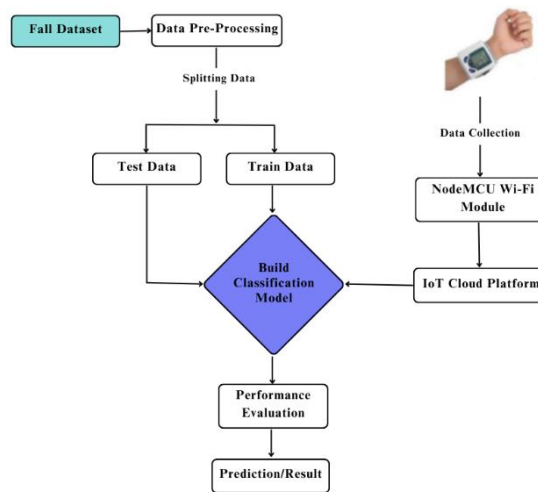 Fall Dataset
Data Pre-Processing
Splitting Data
Data Collection
Test Data
Train Data
NodeMCU Wi-Fi
Module
Build
Classification
Model
IoT Cloud Platform
Performance
Evaluation
Prediction/Result